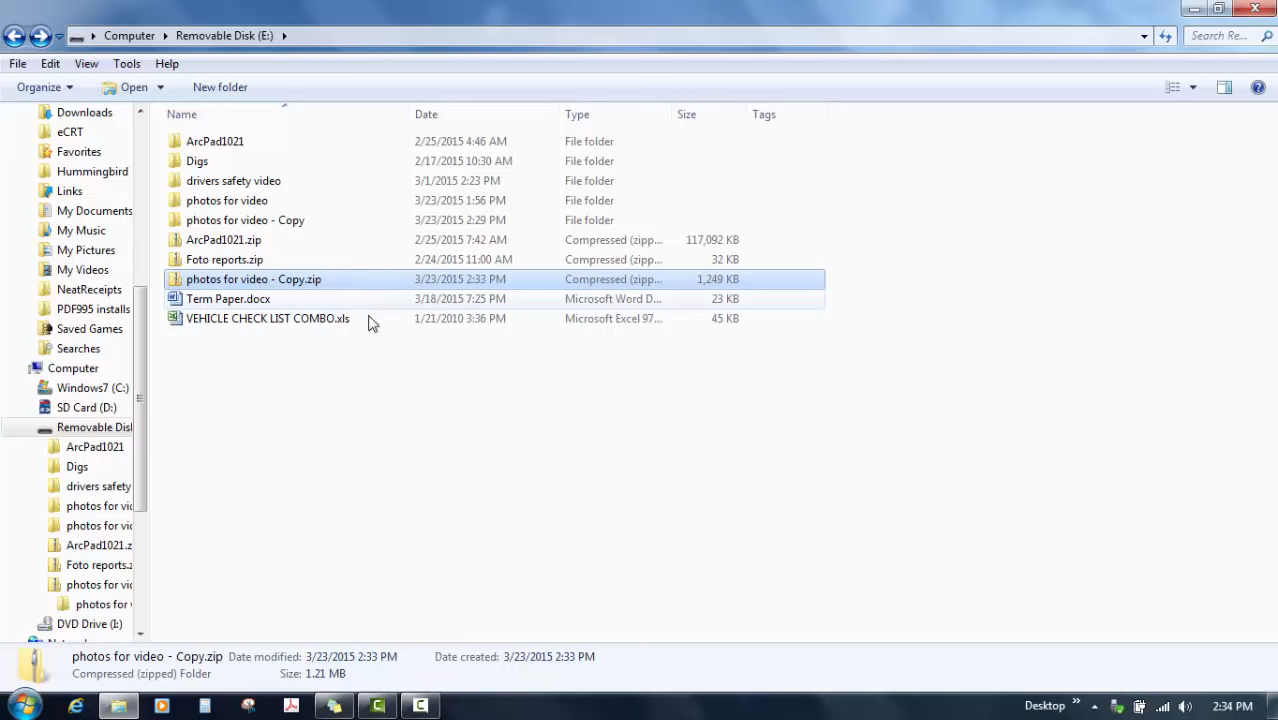 Computer Removable Disk (E:) Search Re...
File Edit View Tools Help
Organize Open New folder
Name Date Type Size Tags
Downloads
eCRT
Favorites
Hummingbird
Links
My Documents
My Music
My Pictures
My Videos
NeatReceipts
PDF995 installs
Saved Games
Searches
Computer
Windows7 (C:)
SD Card (D:)
Removable Dis
ArcPad1021
Digs
drivers safety
photos for vi
photos for vi
ArcPad1021.z
Foto reports.z
photos for vi
photos for
DVD Drive (I:)
ArcPad1021 2/25/2015 4:46 AM File folder
Digs 2/17/2015 10:30 AM File folder
drivers safety video 3/1/2015 2:23 PM File folder
photos for video 3/23/2015 1:56 PM File folder
photos for video - Copy 3/23/2015 2:29 PM File folder
ArcPad1021.zip 2/25/2015 7:42 AM Compressed (zipp... 117,092 KB
Foto reports.zip 2/24/2015 11:00 AM Compressed (zipp... 32 KB
photos for video - Copy.zip 3/23/2015 2:33 PM Compressed (zipp... 1,249 KB
Term Paper.docx 3/18/2015 7:25 PM Microsoft Word D... 23 KB
VEHICLE CHECK LIST COMBO.xls 1/21/2010 3:36 PM Microsoft Excel 97... 45 KB
photos for video - Copy.zip Date modified: 3/23/2015 2:33 PM Date created: 3/23/2015 2:33 PM
Compressed (zipped) Folder Size: 1.21 MB
Desktop 2:34 PM